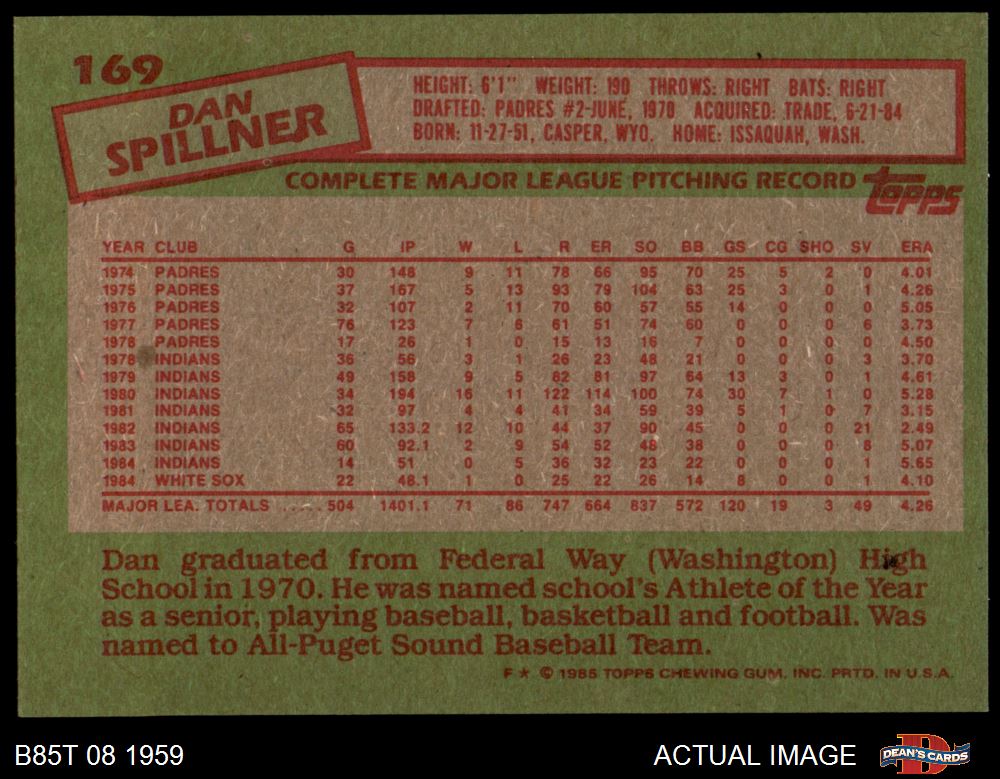 169
DAN
SPILLNER
HEIGHT: 6'1" WEIGHT: 190 THROWS: RIGHT BATS: RIGHT
DRAFTED: PADRES #2-JUNE, 1970 ACQUIRED: TRADE, 6-21-84
BORN: 11-27-51, CASPER, WYO. HOME: ISSAQUAH, WASH.
COMPLETE MAJOR LEAGUE PITCHING RECORD
TOPPS
YEAR CLUB G IP W L R ER SO BB GS CG SHO SV ERA
1974 PADRES 30 148 9 11 78 66 95 70 25 5 2 0 4.01
1975 PADRES 37 167 5 13 93 79 104 63 25 3 0 1 4.26
1976 PADRES 32 107 2 11 70 60 57 55 14 0 0 0 5.05
1977 PADRES 76 123 7 6 61 51 74 60 0 0 0 6 3.73
1978 PADRES 17 26 1 0 15 13 16 7 0 0 0 0 4.50
1978 INDIANS 36 56 3 1 26 23 48 21 0 0 0 3 3.70
1979 INDIANS 49 158 9 5 82 81 97 64 13 3 0 1 4.61
1980 INDIANS 34 194 16 11 122 114 100 74 30 7 1 0 5.28
1981 INDIANS 32 97 4 4 41 34 59 39 5 1 0 7 3.15
1982 INDIANS 65 133.2 12 10 44 37 90 45 0 0 0 21 2.49
1983 INDIANS 60 92.1 2 9 54 52 48 38 0 0 0 8 5.07
1984 INDIANS 14 51 0 5 36 32 23 22 0 0 0 1 5.65
1984 WHITE SOX 22 48.1 1 0 25 22 26 14 8 0 0 1 4.10
MAJOR LEA. TOTALS ..... 504 1401.1 71 86 747 664 837 572 120 19 3 49 4.26
Dan graduated from Federal Way (Washington) High
School in 1970. He was named school's Athlete of the Year
as a senior, playing baseball, basketball and football. Was
named to All-Puget Sound Baseball Team.
F★ © 1985 TOPPS CHEWING GUM, INC. PRTD. IN U.S.A.
B85T 08 1959
ACTUAL IMAGE
DEAN'S CARDS